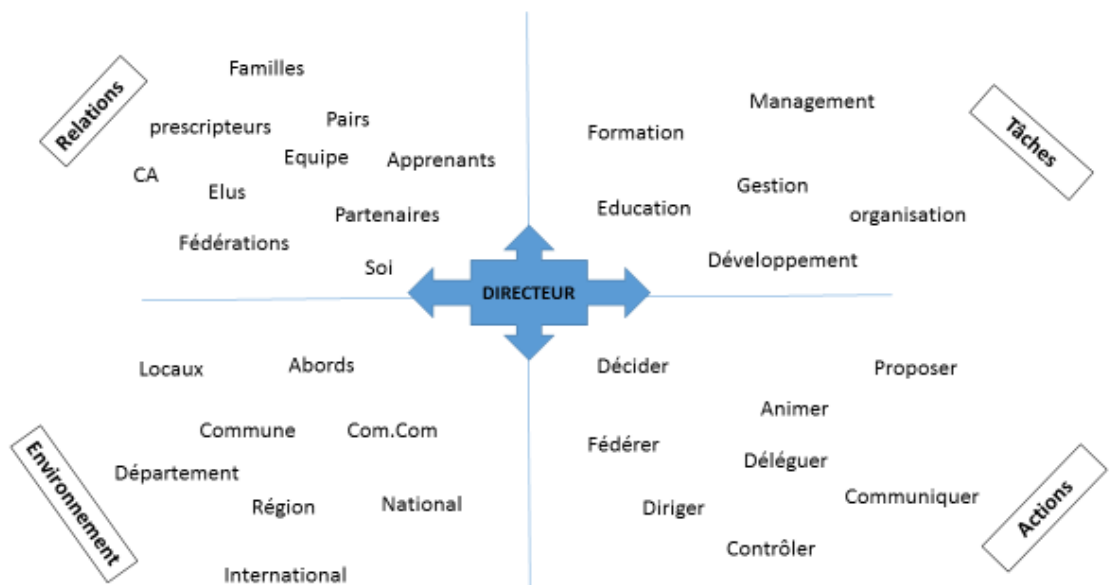 Relations
Familles
prescripteurs
Pairs
Equipe
Apprenants
CA
Elus
Partenaires
Fédérations
Soi
Tâches
Management
Formation
Gestion
Education
organisation
Développement
DIRECTEUR
Environnement
Locaux
Abords
Commune
Com.Com
Département
Région
National
International
Actions
Décider
Proposer
Animer
Fédérer
Déléguer
Communiquer
Diriger
Contrôler